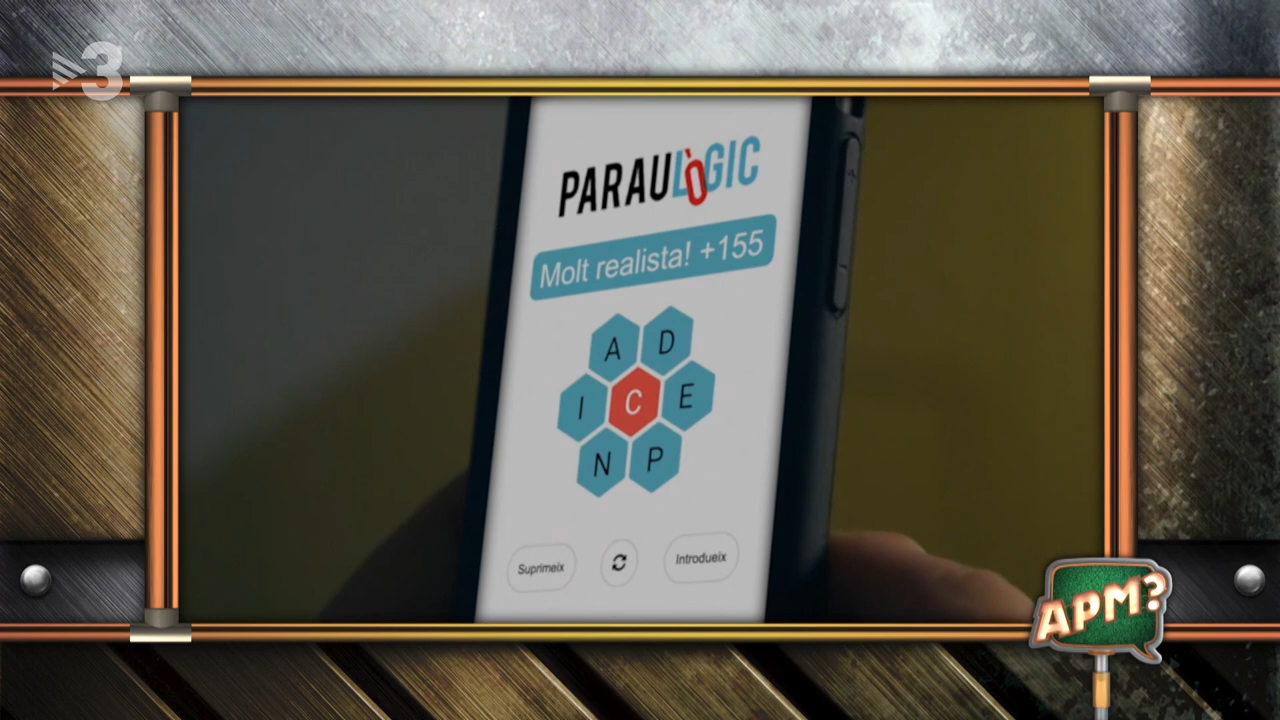 3
PARAULÒGIC
Molt realista! +155
A D
I C E
N P
Suprimeix Introdueix
APM?